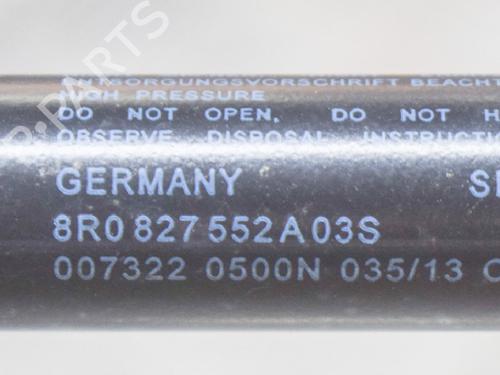 PARTS
ENTSORGUNGSVORSCHRIFT BEACHT
HIGH PRESSURE
DO NOT OPEN. DO NOT H
OBSERVE DISPOSAL INSTRUCTI
GERMANY
8R0 827 552 A 03S
007322 0500N 035/13